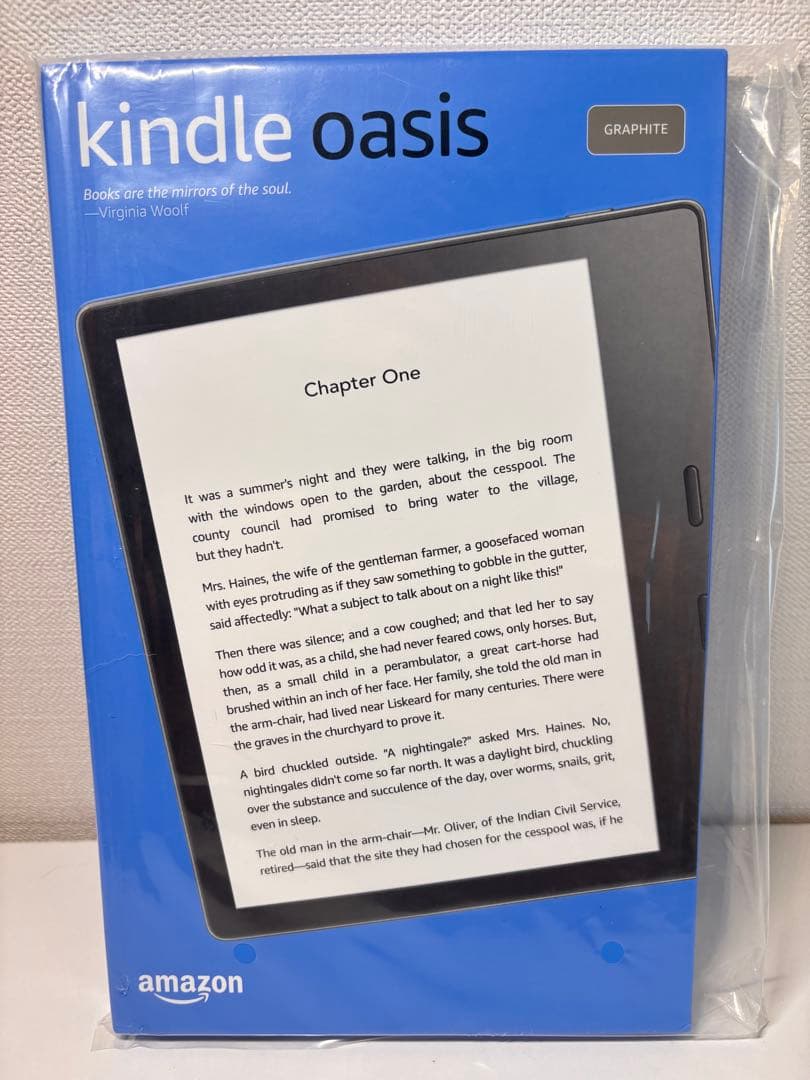 kindle oasis
GRAPHITE
Books are the mirrors of the soul.
—Virginia Woolf
Chapter One
It was a summer's night and they were talking, in the big room
with the windows open to the garden, about the cesspool. The
county council had promised to bring water to the village,
but they hadn't.
Mrs. Haines, the wife of the gentleman farmer, a goosefaced woman
with eyes protruding as if they saw something to gobble in the gutter,
said affectedly: "What a subject to talk about on a night like this!"
Then there was silence; and a cow coughed; and that led her to say
how odd it was, as a child, she had never feared cows, only horses. But,
then, as a small child in a perambulator, a great cart-horse had
brushed within an inch of her face. Her family, she told the old man in
the arm-chair, had lived near Liskeard for many centuries. There were
the graves in the churchyard to prove it.
A bird chuckled outside. "A nightingale?" asked Mrs. Haines. No,
nightingales didn't come so far north. It was a daylight bird, chuckling
over the substance and succulence of the day, over worms, snails, grit,
even in sleep.
The old man in the arm-chair—Mr. Oliver, of the Indian Civil Service,
retired—said that the site they had chosen for the cesspool was, if he
amazon